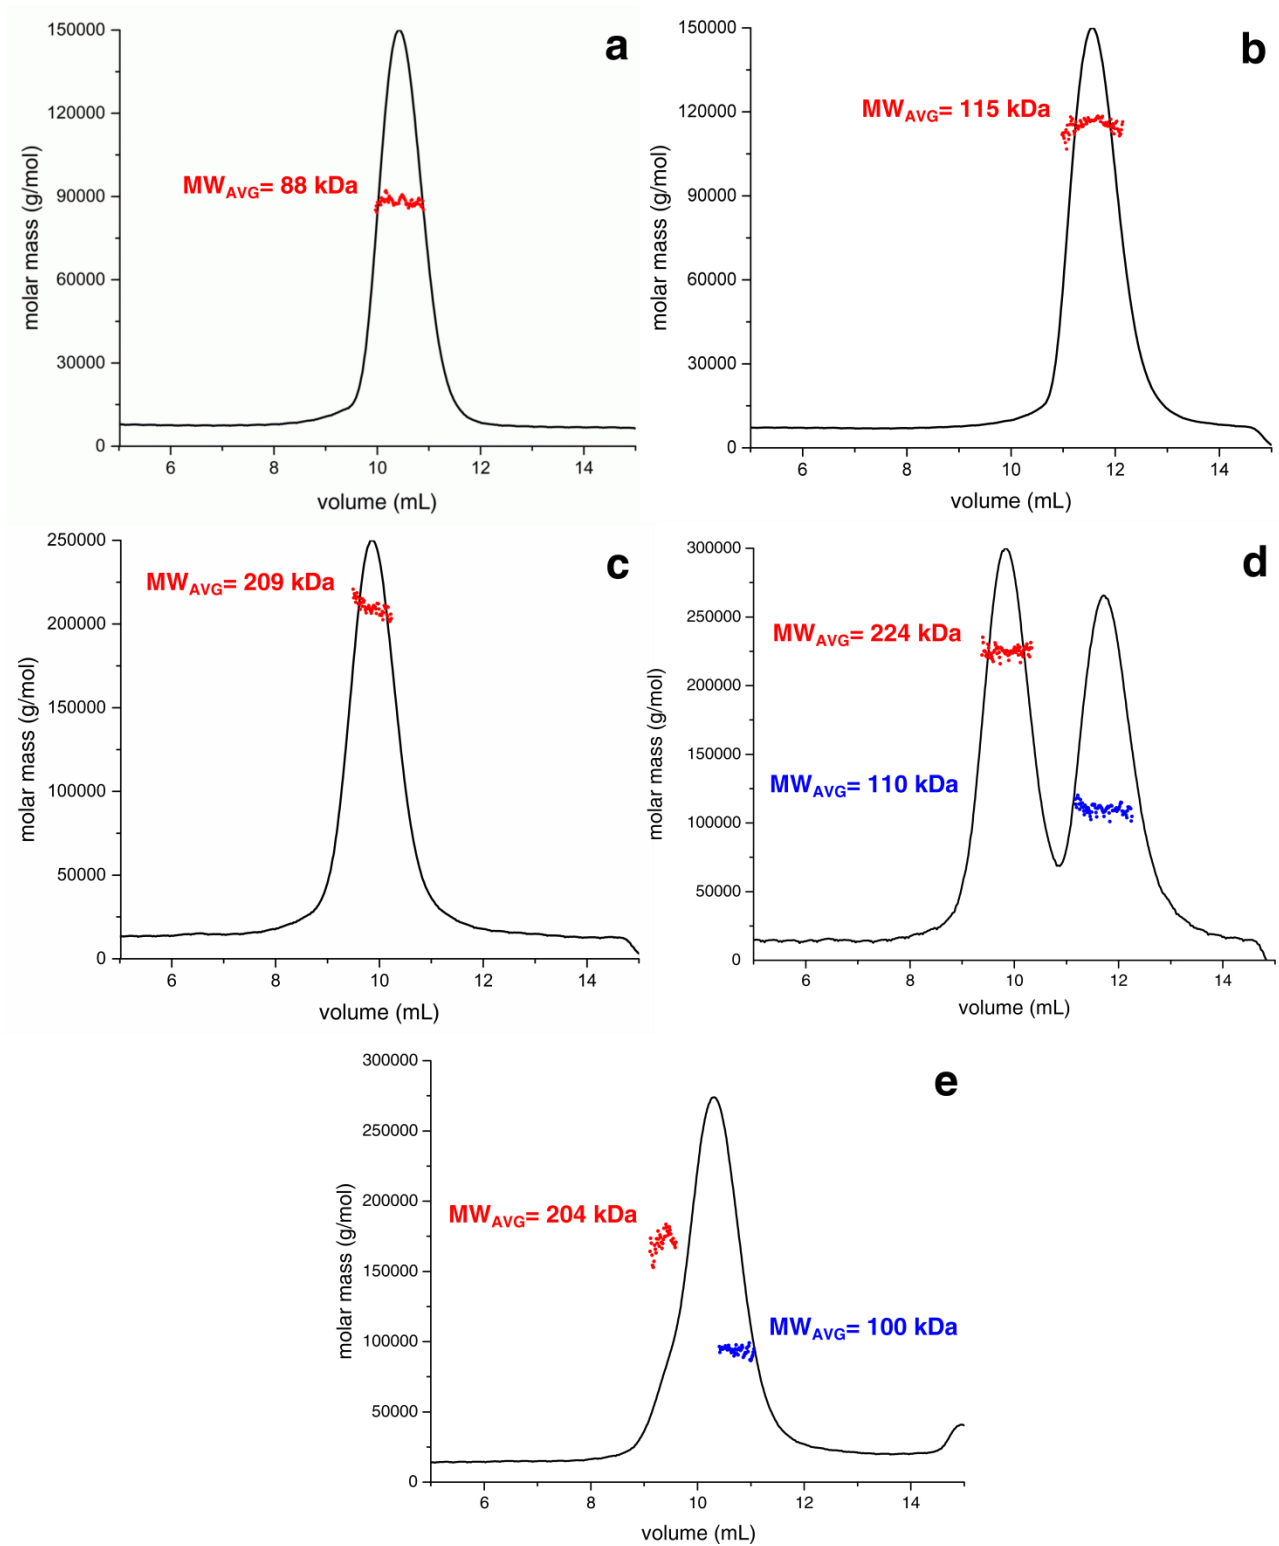 a
150000
120000
90000
60000
30000
0
molar mass (g/mol)
MWAVG= 88 kDa
6 8 10 12 14
volume (mL)
b
150000
120000
90000
60000
30000
0
molar mass (g/mol)
MWAVG= 115 kDa
6 8 10 12 14
volume (mL)
c
250000
200000
150000
100000
50000
0
molar mass (g/mol)
MWAVG= 209 kDa
6 8 10 12 14
volume (mL)
d
300000
250000
200000
150000
100000
50000
0
molar mass (g/mol)
MWAVG= 224 kDa
MWAVG= 110 kDa
6 8 10 12 14
volume (mL)
e
300000
250000
200000
150000
100000
50000
0
molar mass (g/mol)
MWAVG= 204 kDa
MWAVG= 100 kDa
6 8 10 12 14
volume (mL)